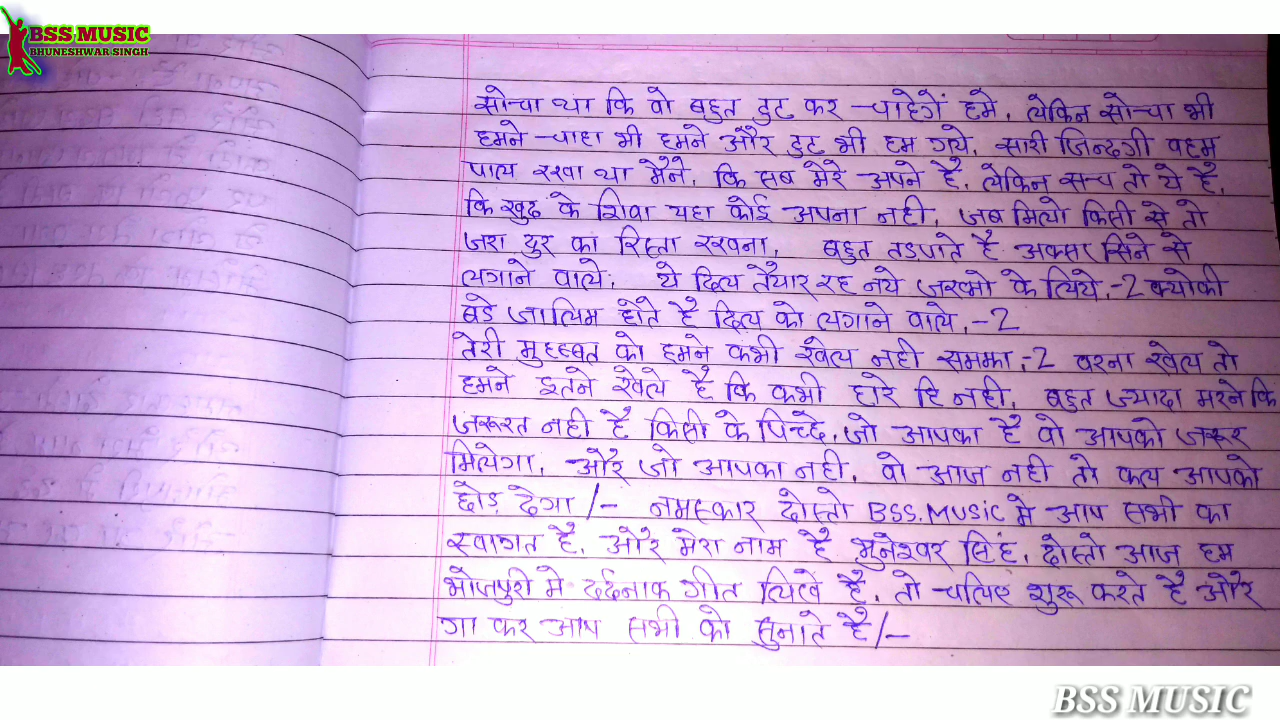 BSS MUSIC
BHUNESHWAR SINGH
सोचा था कि वो बहुत टुट कर चाहेगें हमे, लेकिन सोचा भी
हमने चाहा भी हमने और टुट भी हम गये, सारी जिन्दगी वहम
पाल रखा था मैने, कि सब मेरे अपने है, लेकिन सच तो ये है,
कि खुद के शिवा यहा कोई अपना नही, जब मिलो किसी से तो
जरा दुर का रिस्ता रखना, बहुत तडपाते है अक्सर सिने से
लगाने वाले, ये दिल तैयार रह नये जख्मो के लिये,-2 क्योकी
बडे जालिम होते है दिल को लगाने वाले,-2
तेरी मुहब्बत को हमने कभी खेल नही समझा,-2 वरना खेल तो
हमने इतने खेले है कि कभी हारे हि नही, बहुत ज्यादा मरने कि
जरूरत नही है किसी के पिच्छे, जो आपका है वो आपको जरूर
मिलेगा, और जो आपका नही, वो आज नही तो कल आपको
छोड़ देगा/- नमस्कार दोस्तो BSS.MUSiC मे आप सभी का
स्वागत है, और मेरा नाम है भुनेश्वर सिंह, दोस्तो आज हम
भोजपुरी मे दर्दनाक गीत लिखे है, तो चलिए शुरू करते है और
गा कर आप सभी को सुनाते है/-
BSS MUSIC